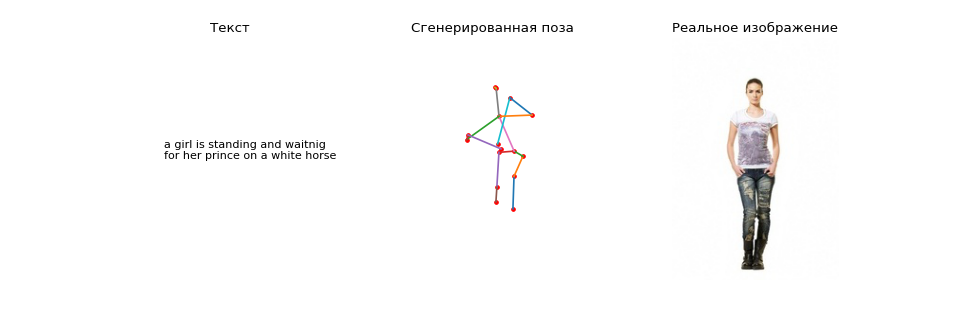 Текст
Сгенерированная поза
Реальное изображение
a girl is standing and waitnig
for her prince on a white horse